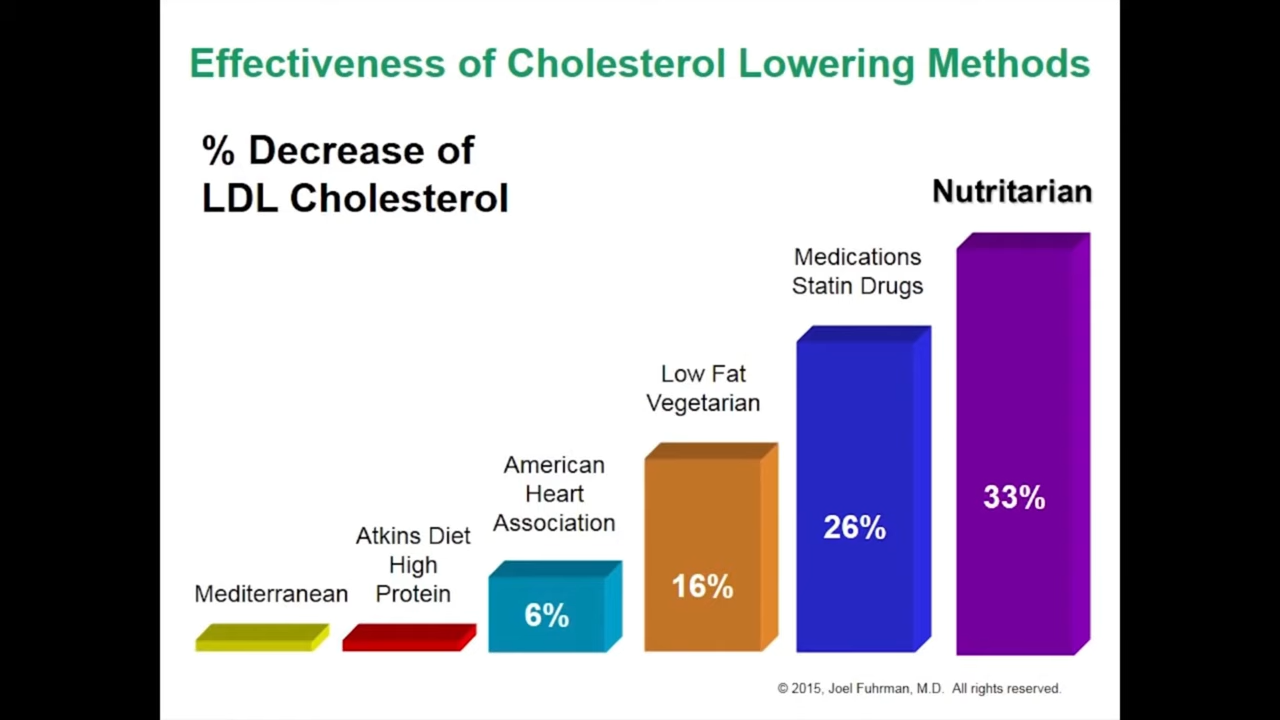 Effectiveness of Cholesterol Lowering Methods
% Decrease of
LDL Cholesterol
Nutritarian
Medications
Statin Drugs
Low Fat
Vegetarian
American
Heart
Association
Atkins Diet
High
Protein
Mediterranean
6%
16%
26%
33%
© 2015, Joel Fuhrman, M.D. All rights reserved.